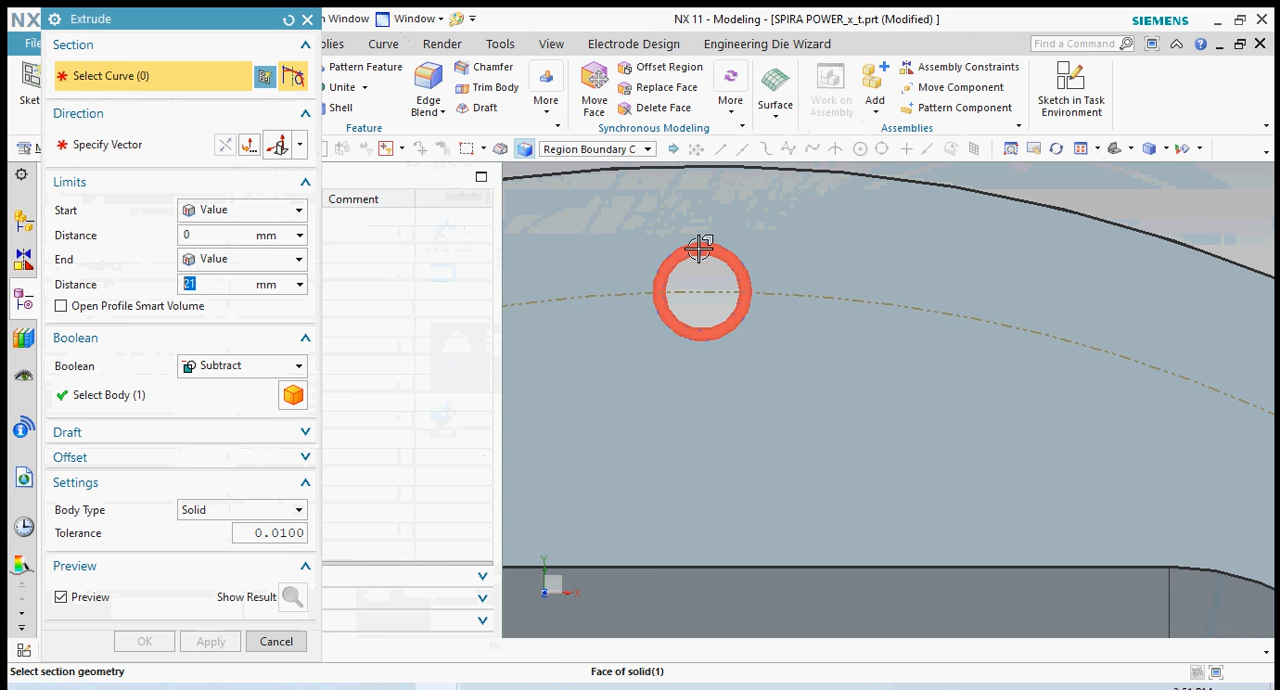 NX
Extrude
n Window
Window
NX 11 - Modeling - [SPIRA POWER_x_t.prt (Modified) ]
SIEMENS
File
plies
Curve
Render
Tools
View
Electrode Design
Engineering Die Wizard
Find a Command
Section
Select Curve (0)
Direction
Specify Vector
Limits
Start
Value
Distance
0
mm
End
Value
Distance
21
mm
Open Profile Smart Volume
Boolean
Boolean
Subtract
Select Body (1)
Draft
Offset
Settings
Body Type
Solid
Tolerance
0.0100
Preview
Preview
Show Result
OK
Apply
Cancel
Sket
Pattern Feature
Unite
Shell
Edge
Blend
Chamfer
Trim Body
Draft
More
Feature
Move
Face
Offset Region
Replace Face
Delete Face
More
Synchronous Modeling
Surface
Work on
Assembly
Add
Assembly Constraints
Move Component
Pattern Component
Assemblies
Sketch in Task
Environment
M
Region Boundary C
Comment
Y
X
Select section geometry
Face of solid(1)